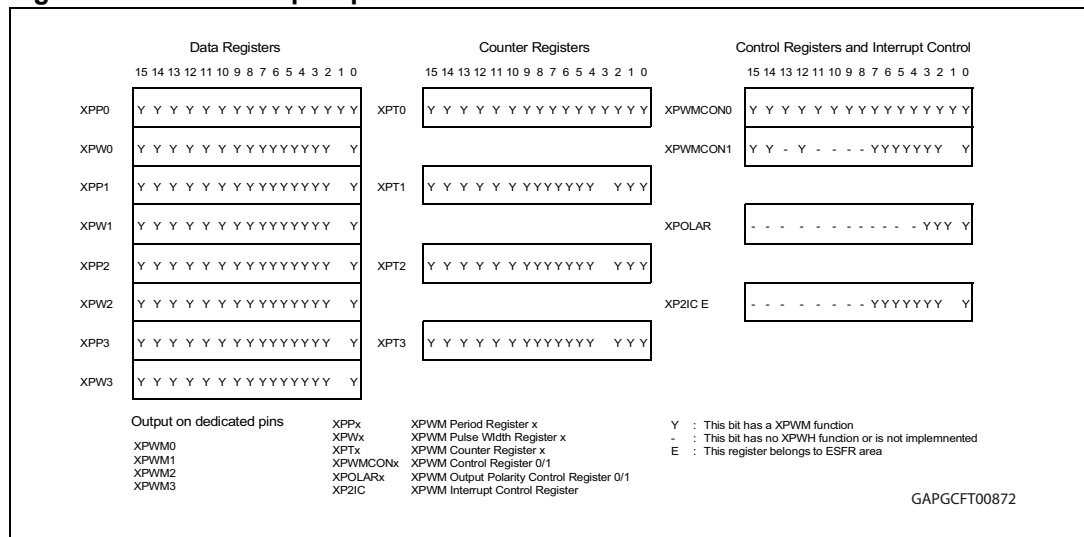 Data Registers
Counter Registers
Control Registers and Interrupt Control
15 14 13 12 11 10 9 8 7 6 5 4 3 2 1 0
15 14 13 12 11 10 9 8 7 6 5 4 3 2 1 0
15 14 13 12 11 10 9 8 7 6 5 4 3 2 1 0
XPP0 Y Y Y Y Y Y Y Y Y Y Y Y Y Y Y Y
XPT0 Y Y Y Y Y Y Y Y Y Y Y Y Y Y Y Y
XPWMCON0 Y Y Y Y Y Y Y Y Y Y Y Y Y Y Y Y
XPW0 Y Y Y Y Y Y Y Y Y Y Y Y Y Y Y
XPWMCON1 Y Y - Y - - - - Y Y Y Y Y Y Y Y
XPP1 Y Y Y Y Y Y Y Y Y Y Y Y Y Y Y
XPT1 Y Y Y Y Y Y Y Y Y Y Y Y Y Y Y Y
XPW1 Y Y Y Y Y Y Y Y Y Y Y Y Y Y Y
XPOLAR - - - - - - - - - - - - Y Y Y Y
XPP2 Y Y Y Y Y Y Y Y Y Y Y Y Y Y Y
XPT2 Y Y Y Y Y Y Y Y Y Y Y Y Y Y Y Y
XPW2 Y Y Y Y Y Y Y Y Y Y Y Y Y Y Y
XP2IC E - - - - - - - - Y Y Y Y Y Y Y Y
XPP3 Y Y Y Y Y Y Y Y Y Y Y Y Y Y Y
XPT3 Y Y Y Y Y Y Y Y Y Y Y Y Y Y Y Y
XPW3 Y Y Y Y Y Y Y Y Y Y Y Y Y Y Y
Output on dedicated pins
XPWM0
XPWM1
XPWM2
XPWM3
XPPx XPWM Period Register x
XPWx XPWM Pulse WIdth Register x
XPTx XPWM Counter Register x
XPWMCONx XPWM Control Register 0/1
XPOLARx XPWM Output Polarity Control Register 0/1
XP2IC XPWM Interrupt Control Register
Y : This bit has a XPWM function
- : This bit has no XPWH function or is not implemnented
E : This register belongs to ESFR area
GAPGCFT00872